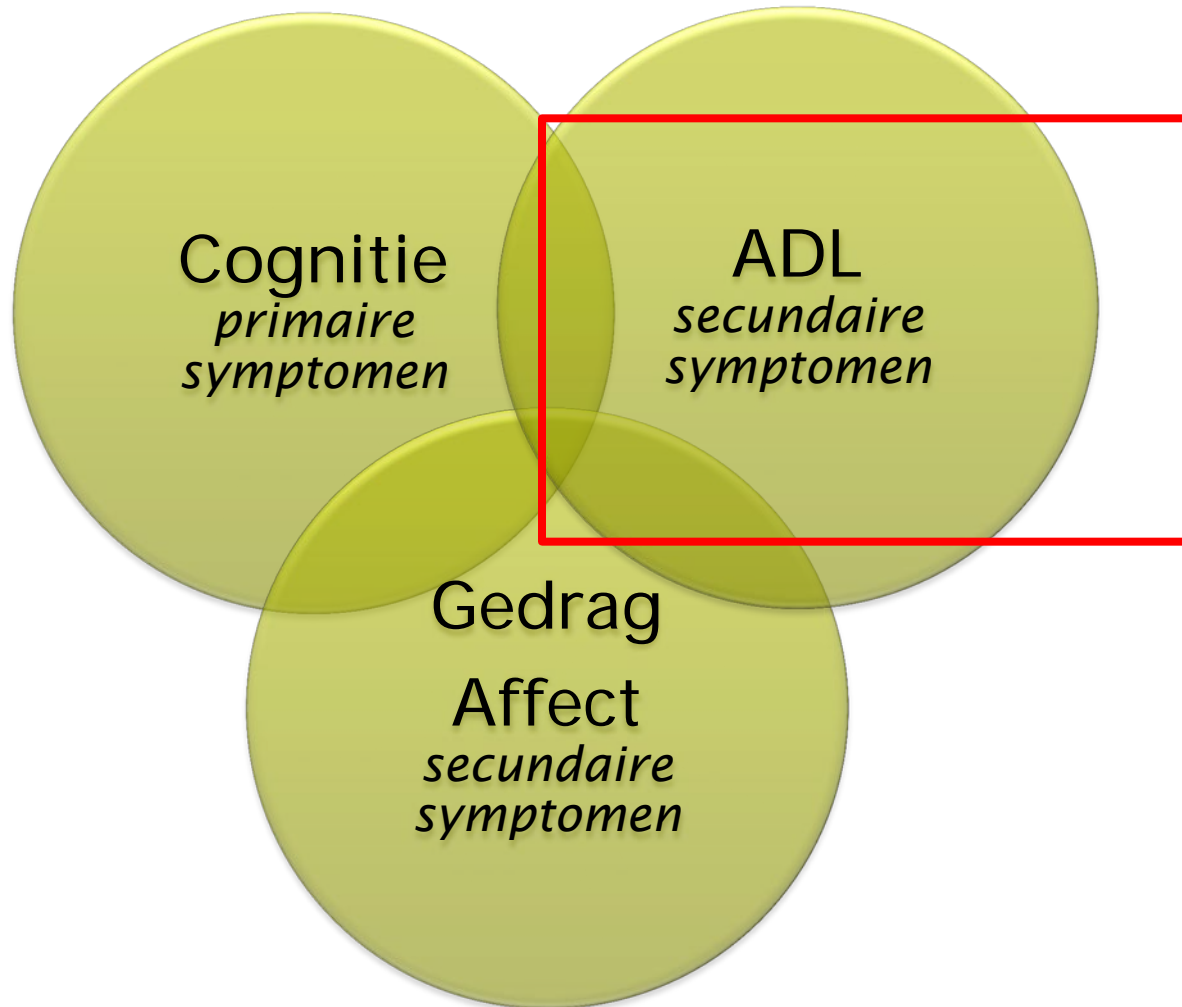 Cognitie
primaire
symptomen
ADL
secundaire
symptomen
Gedrag
Affect
secundaire
symptomen